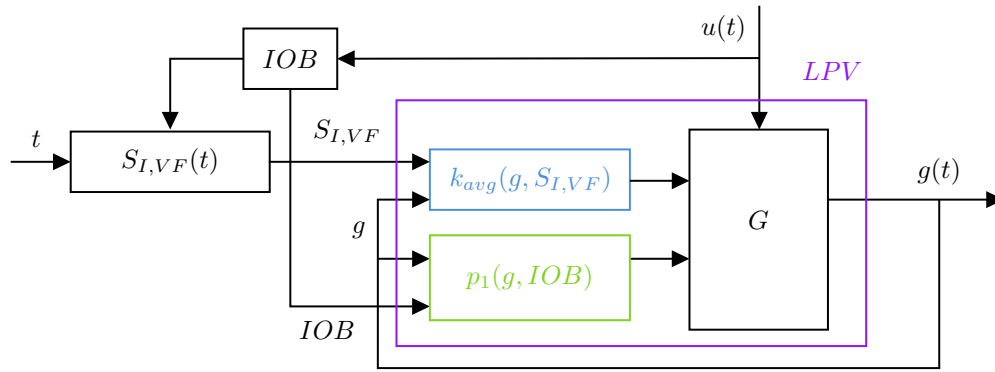 u(t)
IOB
LPV
t
S_{I,VF}(t)
S_{I,VF}
k_{avg}(g, S_{I,VF})
g(t)
g
G
p_1(g, IOB)
IOB